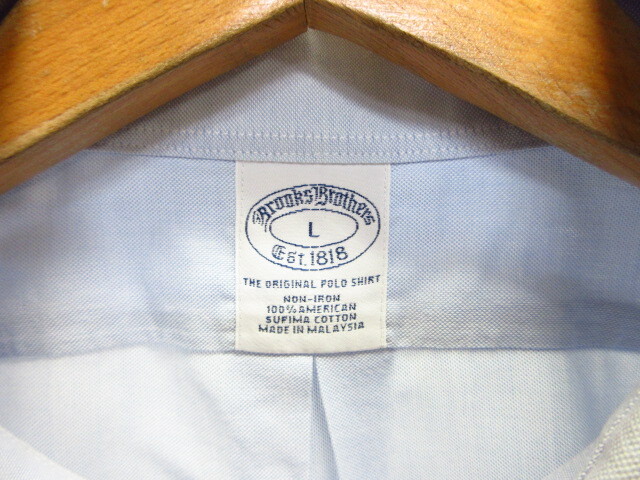 Brooks Brothers
L
Est. 1818
THE ORIGINAL POLO SHIRT
NON-IRON
100% AMERICAN
SUPIMA COTTON
MADE IN MALAYSIA